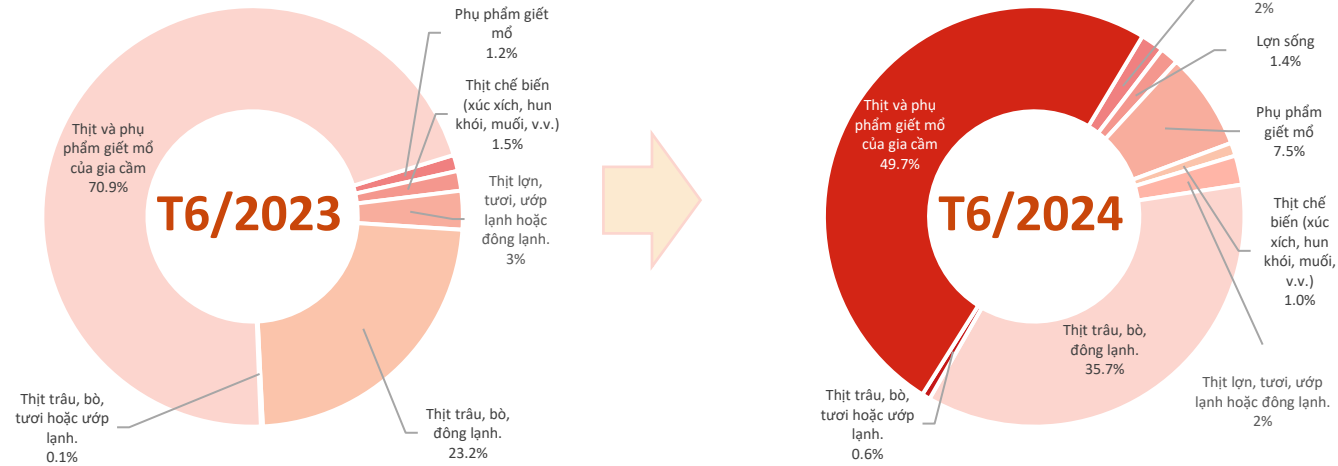 Phụ phẩm giết
mổ
1.2%
Thịt chế biến
(xúc xích, hun
khói, muối, v.v.)
1.5%
Thịt và phụ
phẩm giết mổ
của gia cầm
70.9%
T6/2023
Thịt lợn,
tươi, ướp
lạnh hoặc
đông lạnh.
3%
Thịt trâu, bò,
tươi hoặc ướp
lạnh.
0.1%
Thịt trâu, bò,
đông lạnh.
23.2%
2%
Lợn sống
1.4%
Thịt và phụ
phẩm giết mổ
của gia cầm
49.7%
Phụ phẩm
giết mổ
7.5%
T6/2024
Thịt chế
biến (xúc
xích, hun
khói, muối,
v.v.)
1.0%
Thịt trâu, bò,
đông lạnh.
35.7%
Thịt lợn, tươi, ướp
lạnh hoặc đông lạnh.
2%
Thịt trâu, bò,
tươi hoặc ướp
lạnh.
0.6%